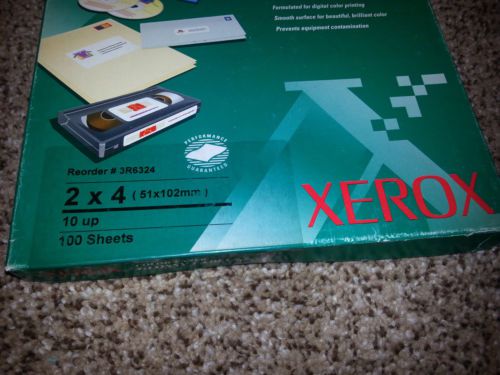 Formulated for digital color printing
Smooth surface for beautiful, brilliant color
Prevents equipment contamination
PERFORMANCE
GUARANTEED
Reorder # 3R6324
2 x 4 (51x102mm)
10 up
100 Sheets
XEROX